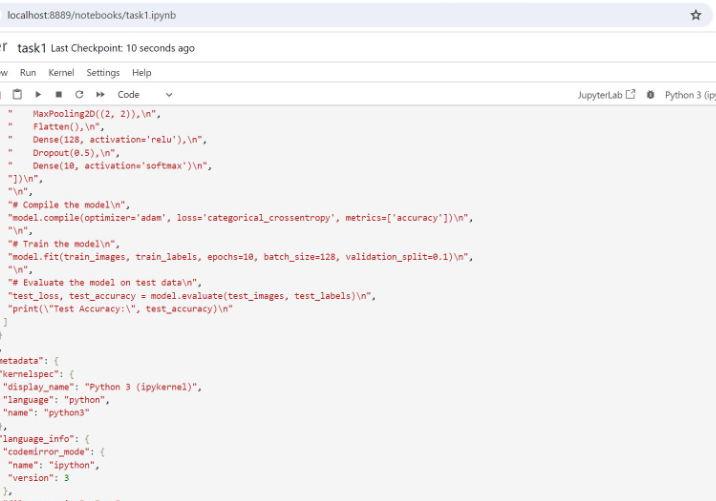 localhost:8889/notebooks/task1.ipynb
task1 Last Checkpoint: 10 seconds ago
Run Kernel Settings Help
Code JupyterLab Python 3 (ipy
"    MaxPooling2D((2, 2)),\n",
"    Flatten(),\n",
"    Dense(128, activation='relu'),\n",
"    Dropout(0.5),\n",
"    Dense(10, activation='softmax')\n",
"])\n",
"\n",
"# Compile the model\n",
"model.compile(optimizer='adam', loss='categorical_crossentropy', metrics=['accuracy'])\n",
"\n",
"# Train the model\n",
"model.fit(train_images, train_labels, epochs=10, batch_size=128, validation_split=0.1)\n",
"\n",
"# Evaluate the model on test data\n",
"test_loss, test_accuracy = model.evaluate(test_images, test_labels)\n",
"print(\"Test Accuracy:\", test_accuracy)\n"
]
}
,
metadata": {
"kernelspec": {
"display_name": "Python 3 (ipykernel)",
"language": "python",
"name": "python3"
},
"language_info": {
"codemirror_mode": {
"name": "ipython",
"version": 3
},